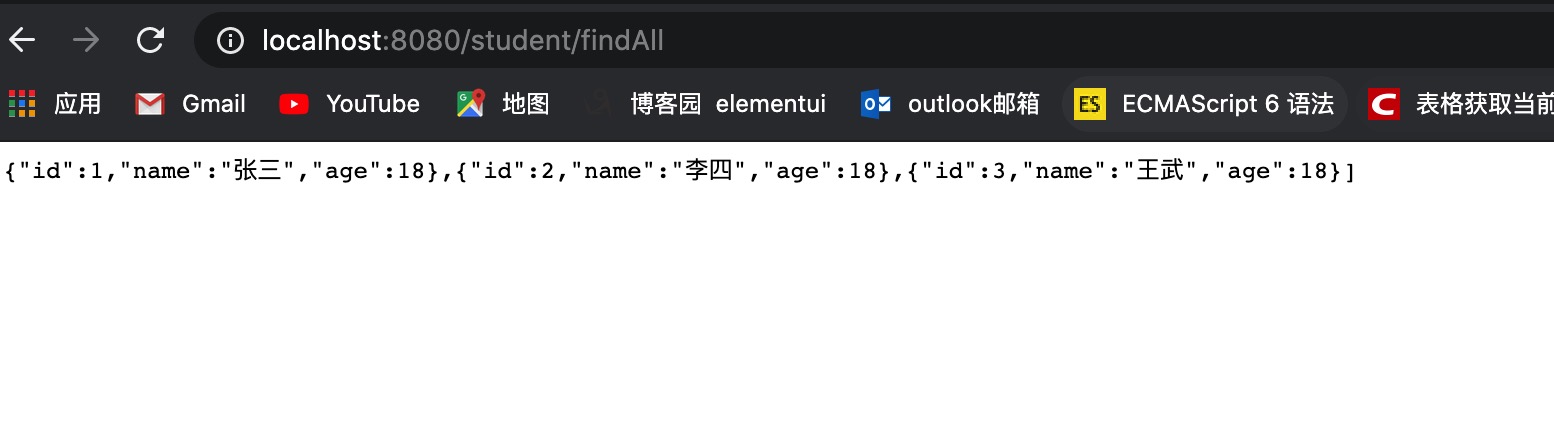 localhost:8080/student/findAll
应用 Gmail YouTube 地图 博客园 elementui outlook邮箱 ES ECMAScript 6 语法 表格获取当前
{"id":1,"name":"张三","age":18},{"id":2,"name":"李四","age":18},{"id":3,"name":"王武","age":18}]